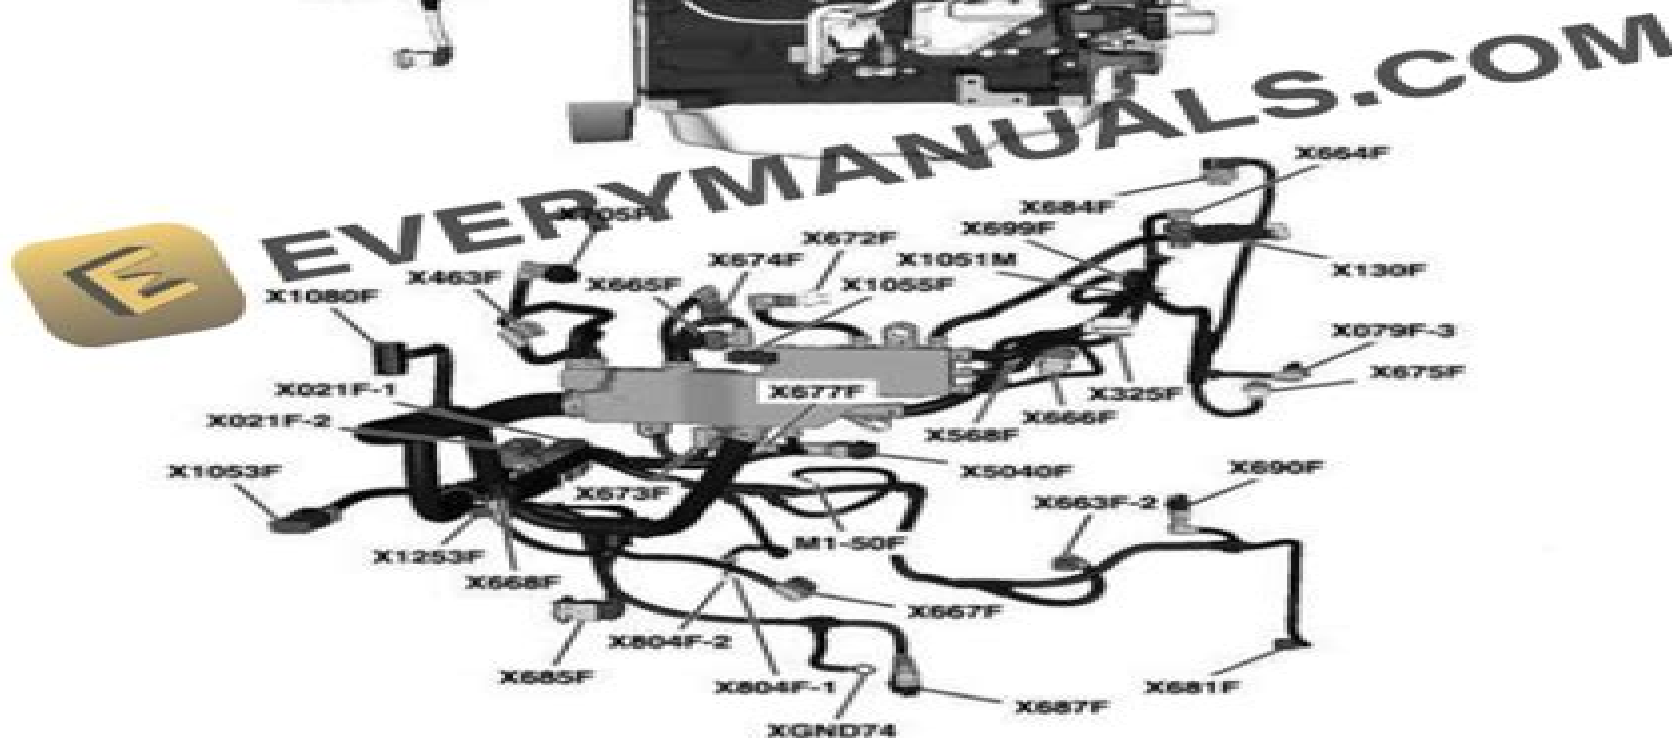 EVERYMANUALS.COM
X664F
X684F
X705F
X699F
X672F
X674F
X1051M
X130F
X463F
X665F
X1055F
X1080F
X079F-3
X675F
X021F-1
X677F
X325F
X666F
X021F-2
X568F
X1053F
X5040F
X690F
X673F
X663F-2
M1-50F
X1253F
X668F
X667F
X804F-2
X685F
X804F-1
X681F
X687F
XGND74